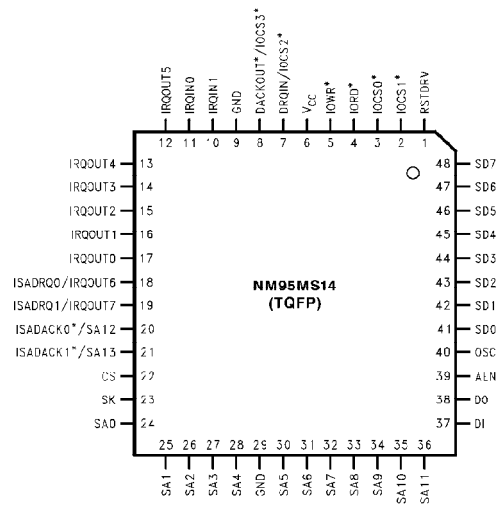 IRQOUT5
IRQIN0
IRQIN1
GND
DACKOUT*/IOCS3*
DRQIN/IOCS2*
VCC
IOWR*
IORD*
IOCS0*
IOCS1*
RSTDRV
12 11 10 9 8 7 6 5 4 3 2 1
IRQOUT4 13
IRQOUT3 14
IRQOUT2 15
IRQOUT1 16
IRQOUT0 17
ISADRQ0/IRQOUT6 18
ISADRQ1/IRQOUT7 19
ISADACK0*/SA12 20
ISADACK1*/SA13 21
CS 22
SK 23
SA0 24
NM95MS14
(TQFP)
48 SD7
47 SD6
46 SD5
45 SD4
44 SD3
43 SD2
42 SD1
41 SD0
40 OSC
39 AEN
38 DO
37 DI
25 26 27 28 29 30 31 32 33 34 35 36
SA1
SA2
SA3
SA4
GND
SA5
SA6
SA7
SA8
SA9
SA10
SA11